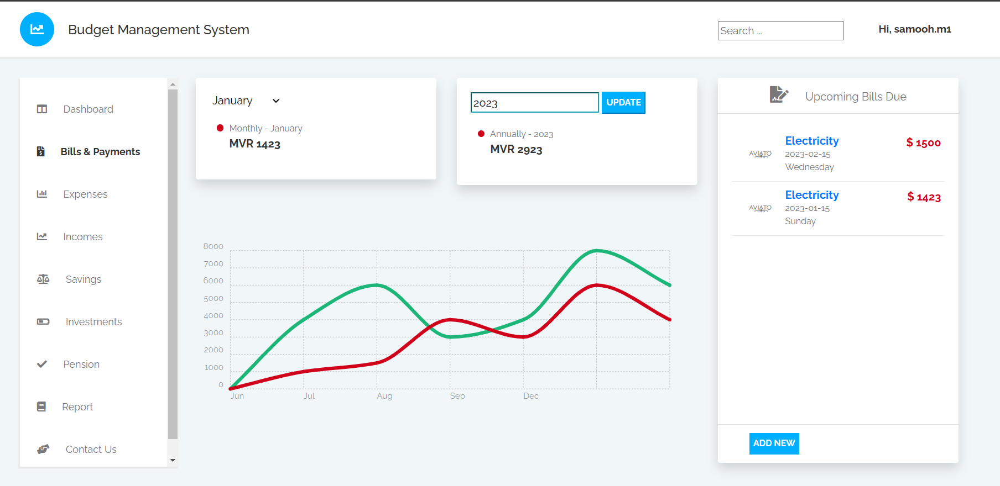 Budget Management System
Search ...
Hi, samooh.m1
Dashboard
Bills & Payments
Expenses
Incomes
Savings
Investments
Pension
Report
Contact Us
January
Monthly - January
MVR 1423
2023
UPDATE
Annually - 2023
MVR 2923
8000
7000
6000
5000
4000
3000
2000
1000
0
Jun Jul Aug Sep Dec
Upcoming Bills Due
AVIATO
Electricity
$ 1500
2023-02-15
Wednesday
AVIATO
Electricity
$ 1423
2023-01-15
Sunday
ADD NEW